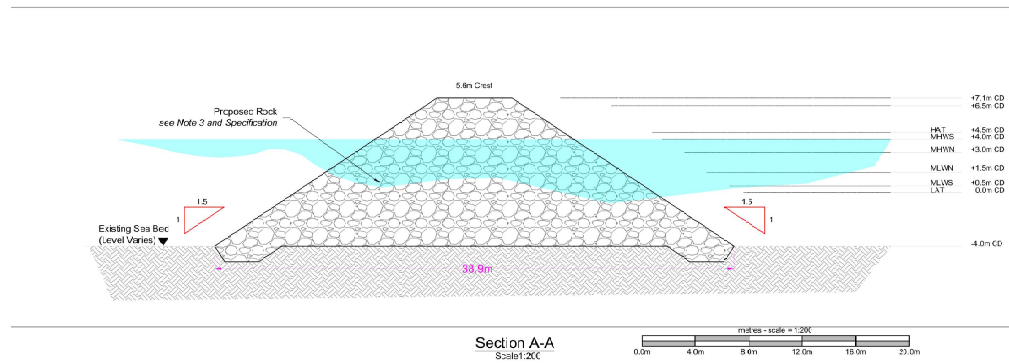 5.6m Crest
Proposed Rock
see Note 3 and Specification
+7.1m CD
+6.5m CD
HAT +4.5m CD
MHWS +4.0m CD
MHWN +3.0m CD
MLWN +1.5m CD
MLWS +0.5m CD
LAT 0.0m CD
1.5
1
1.5
1
Existing Sea Bed
(Level Varies)
-4.0m CD
38.9m
Section A-A
Scale1:200
metres - scale = 1:200
0.0m 4.0m 8.0m 12.0m 16.0m 20.0m